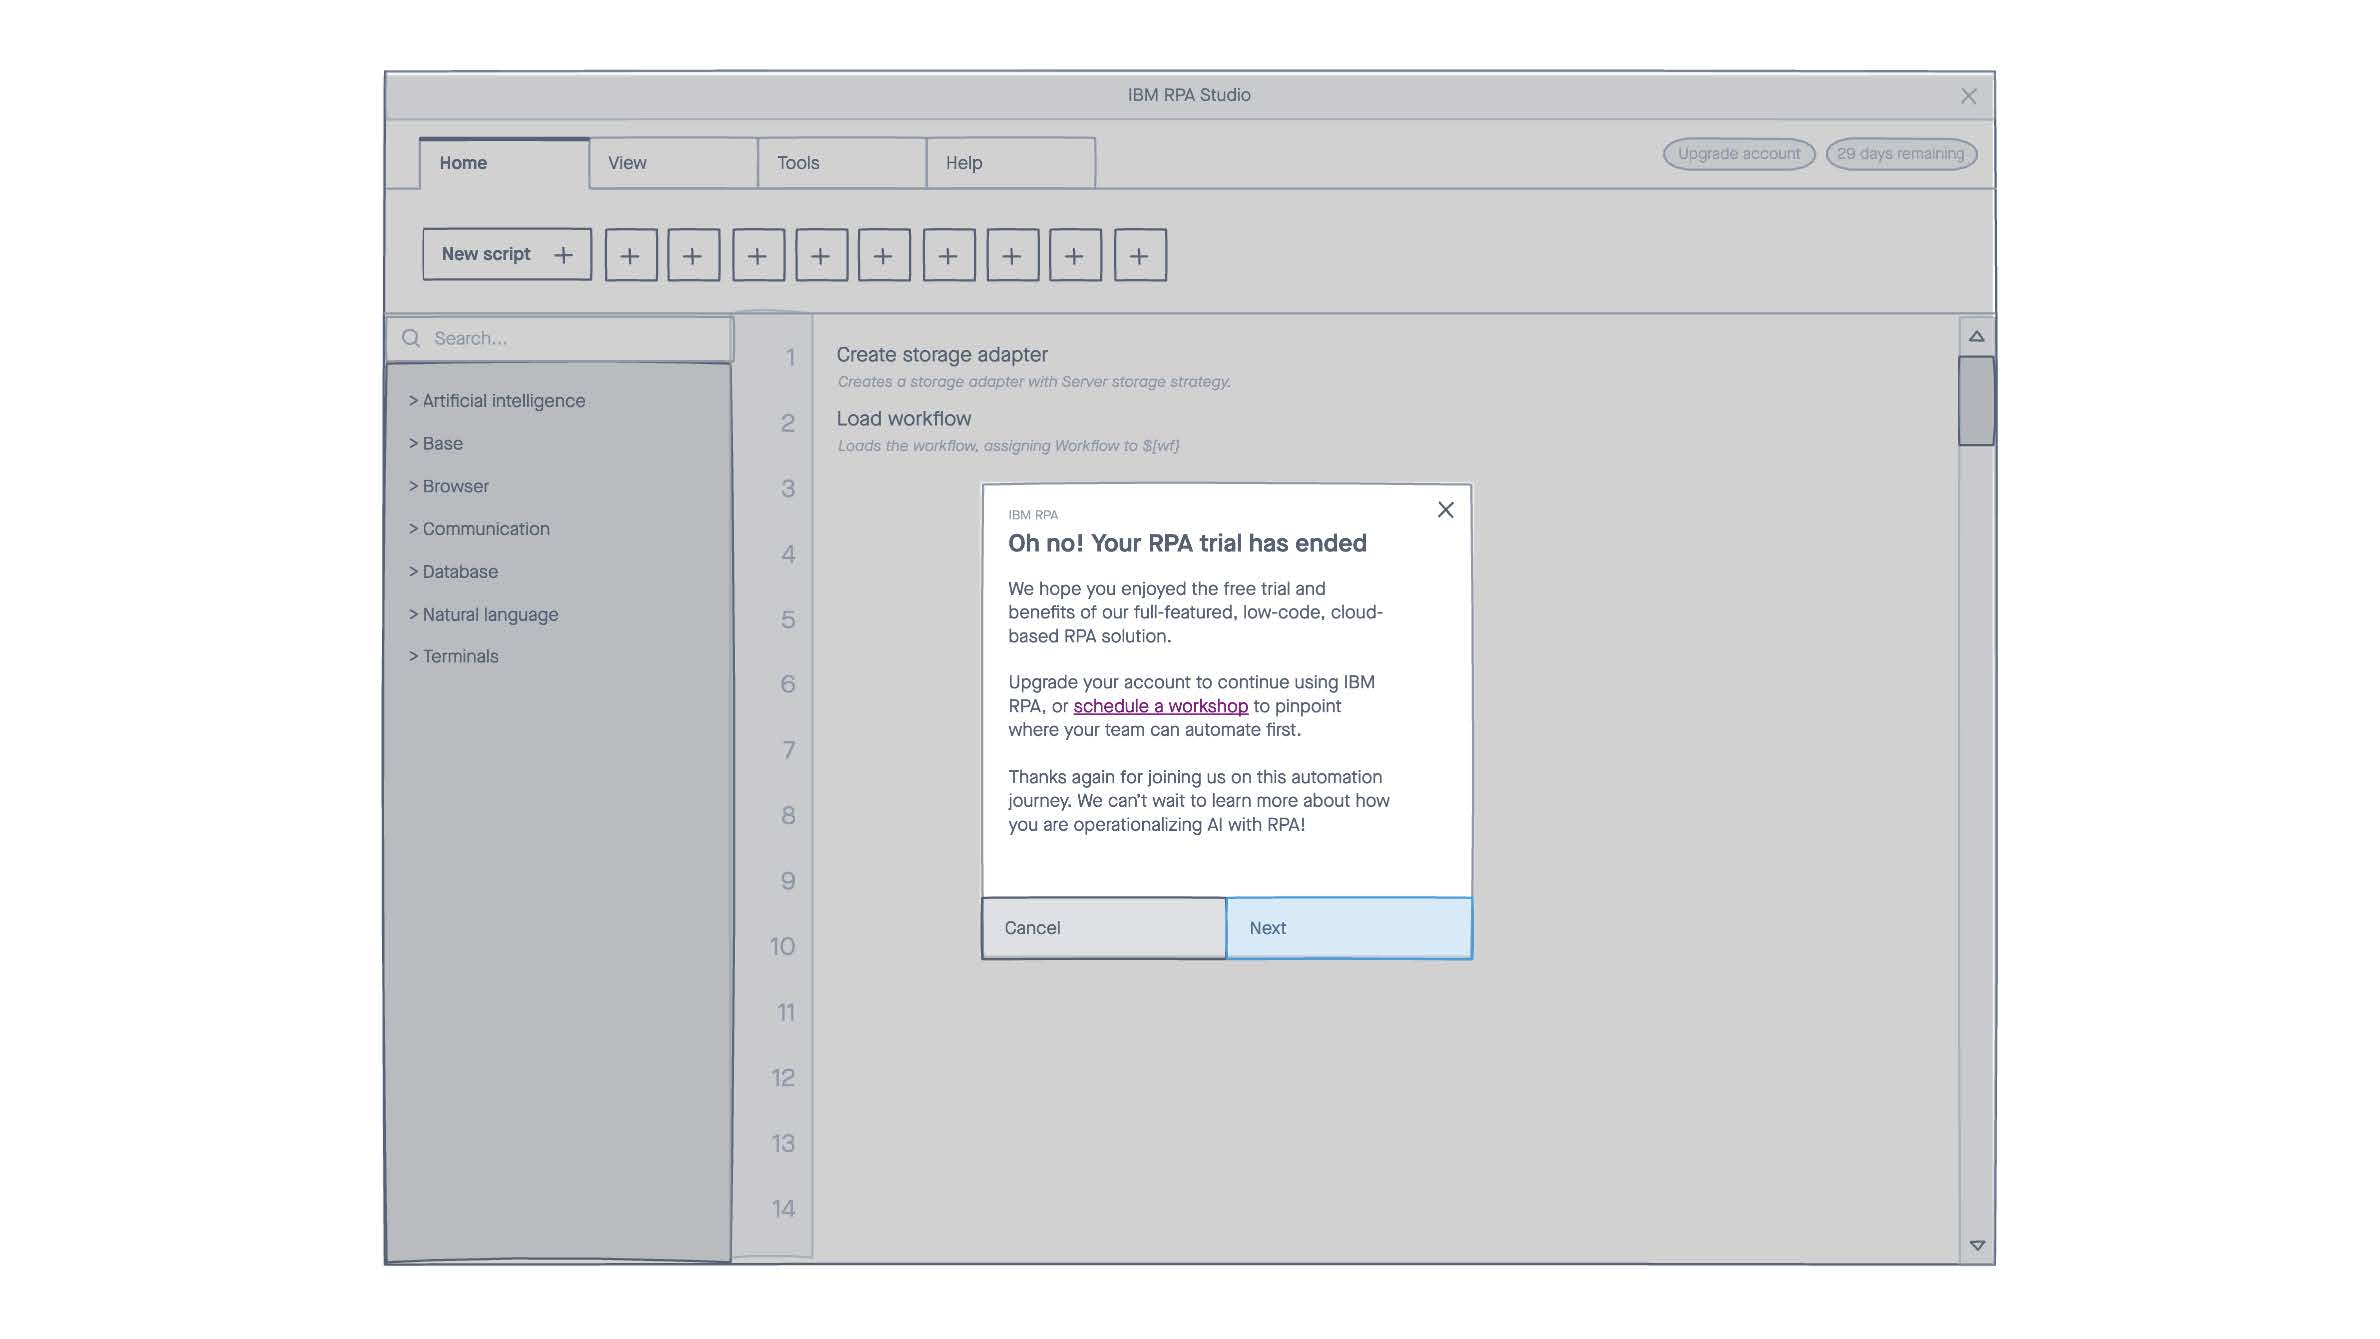 IBM RPA Studio
Home
View
Tools
Help
Upgrade account
29 days remaining
New script
Search...
> Artificial intelligence
> Base
> Browser
> Communication
> Database
> Natural language
> Terminals
1
2
3
4
5
6
7
8
9
10
11
12
13
14
Create storage adapter
Creates a storage adapter with Server storage strategy.
Load workflow
Loads the workflow, assigning Workflow to $[wf}
IBM RPA
Oh no! Your RPA trial has ended
We hope you enjoyed the free trial and
benefits of our full-featured, low-code, cloud-
based RPA solution.
Upgrade your account to continue using IBM
RPA, or schedule a workshop to pinpoint
where your team can automate first.
Thanks again for joining us on this automation
journey. We can't wait to learn more about how
you are operationalizing AI with RPA!
Cancel
Next